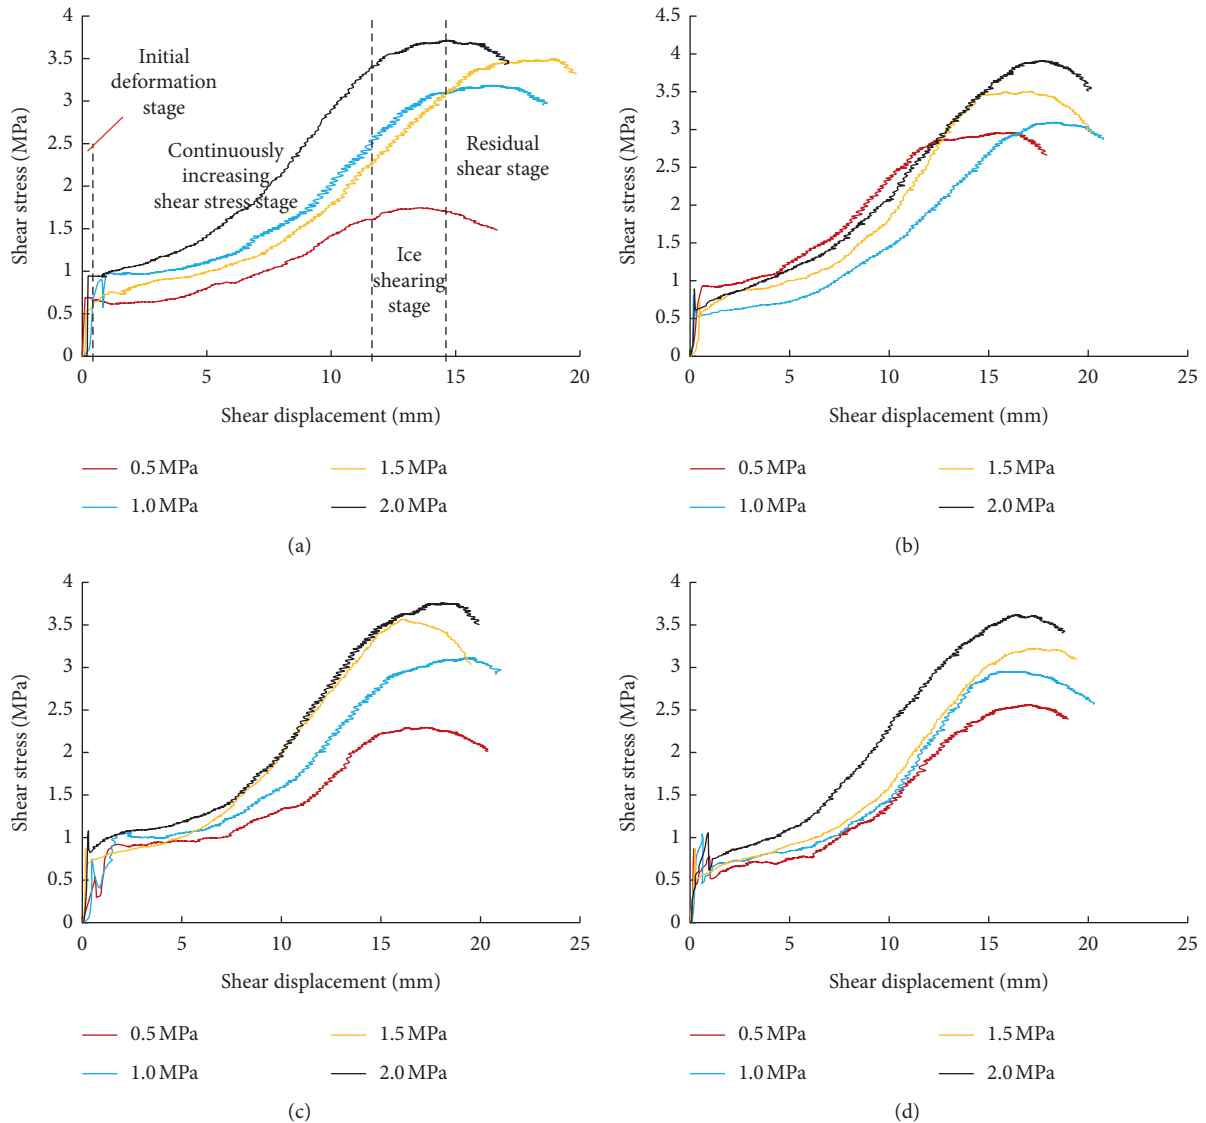 4
3.5
3
2.5
2
1.5
1
0.5
0
Shear stress (MPa)
Initial
deformation
stage
Continuously
increasing
shear stress stage
Ice
shearing
stage
Residual
shear stage
0 5 10 15 20
Shear displacement (mm)
0.5 MPa 1.5 MPa
1.0 MPa 2.0 MPa
(a)
4.5
4
3.5
3
2.5
2
1.5
1
0.5
0
Shear stress (MPa)
0 5 10 15 20 25
Shear displacement (mm)
0.5 MPa 1.5 MPa
1.0 MPa 2.0 MPa
(b)
4
3.5
3
2.5
2
1.5
1
0.5
0
Shear stress (MPa)
0 5 10 15 20 25
Shear displacement (mm)
0.5 MPa 1.5 MPa
1.0 MPa 2.0 MPa
(c)
4
3.5
3
2.5
2
1.5
1
0.5
0
Shear stress (MPa)
0 5 10 15 20 25
Shear displacement (mm)
0.5 MPa 1.5 MPa
1.0 MPa 2.0 MPa
(d)